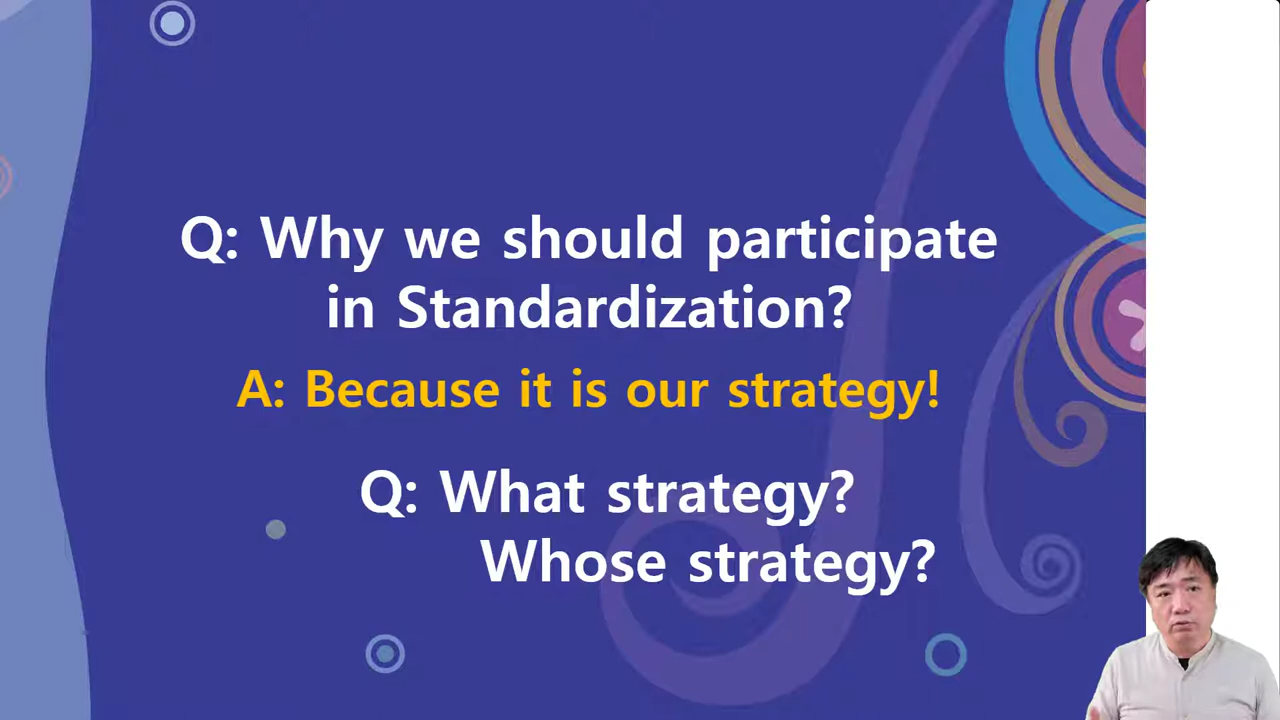 Q: Why we should participate
in Standardization?
A: Because it is our strategy!
Q: What strategy?
Whose strategy?